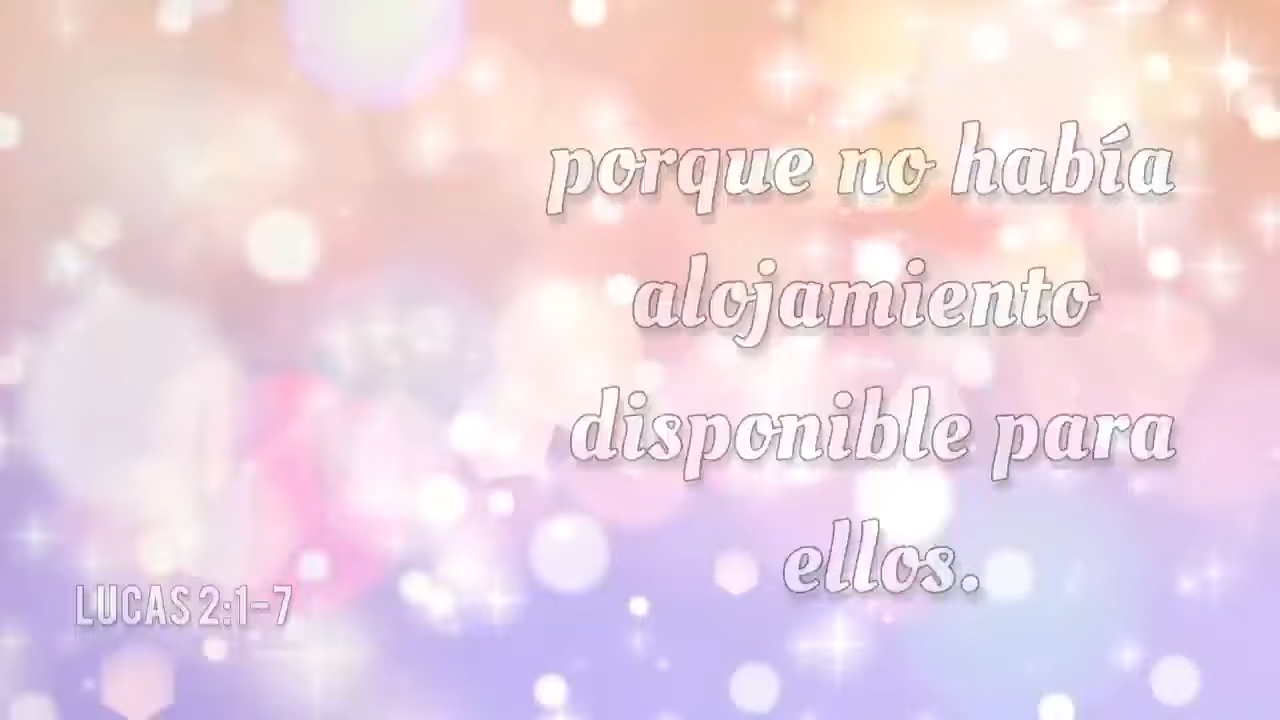 porque no había
alojamiento
disponible para
ellos.
LUCAS 2:1-7